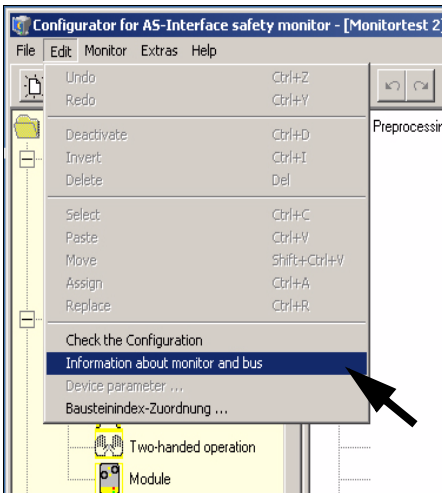 Configurator for AS-Interface safety monitor - [Monitortest 2]
File Edit Monitor Extras Help
Undo Ctrl+Z
Redo Ctrl+Y
Preprocessin
Deactivate Ctrl+D
Invert Ctrl+I
Delete Del
Select Ctrl+C
Paste Ctrl+V
Move Shift+Ctrl+V
Assign Ctrl+A
Replace Ctrl+R
Check the Configuration
Information about monitor and bus
Device parameter ...
Bausteinindex-Zuordnung ...
Two-handed operation
Module